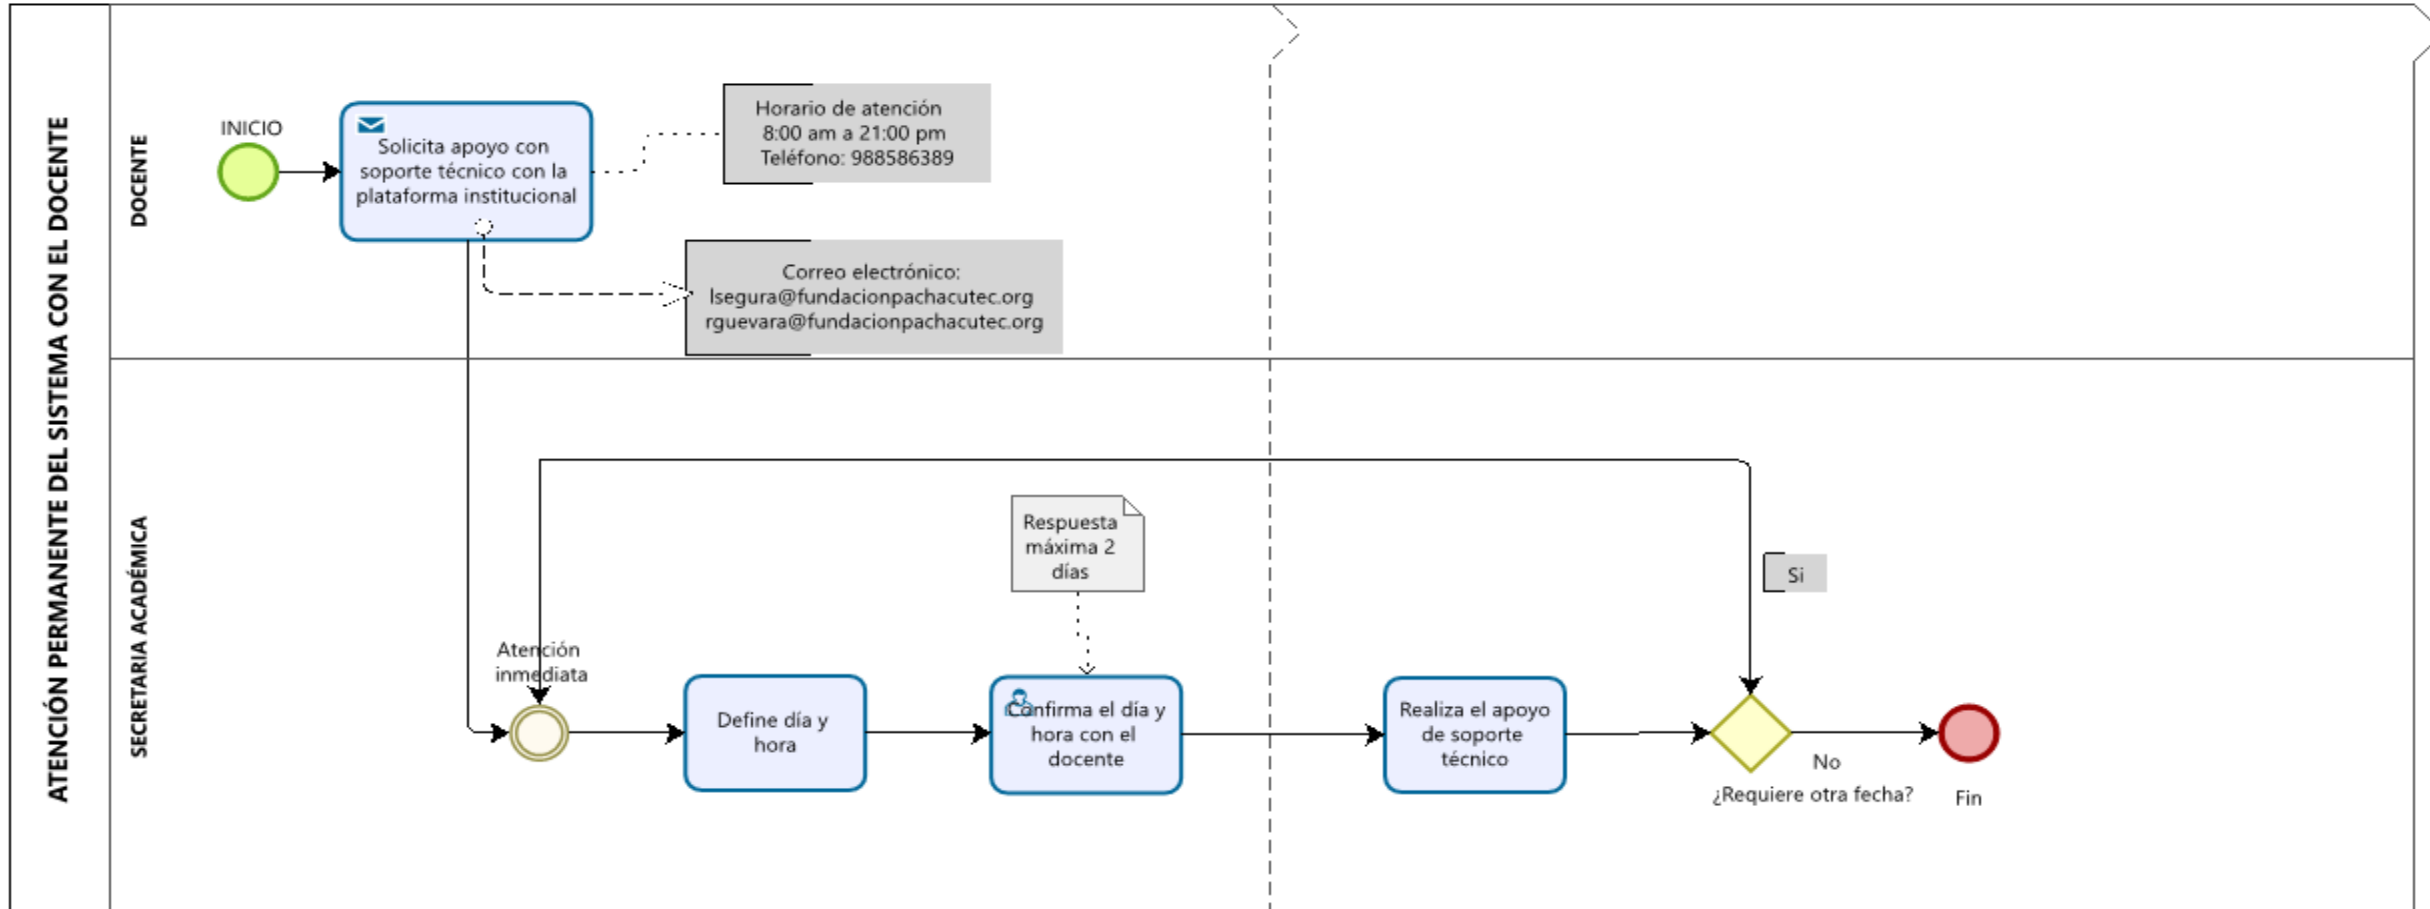 ATENCIÓN PERMANENTE DEL SISTEMA CON EL DOCENTE
DOCENTE
INICIO
Solicita apoyo con
soporte técnico con la
plataforma institucional
Horario de atención
8:00 am a 21:00 pm
Teléfono: 988586389
Correo electrónico:
lsegura@fundacionpachacutec.org
rguevara@fundacionpachacutec.org
SECRETARIA ACADÉMICA
Atención
inmediata
Define día y
hora
Respuesta
máxima 2
días
Confirma el día y
hora con el
docente
Realiza el apoyo
de soporte
técnico
Si
No
¿Requiere otra fecha?
Fin